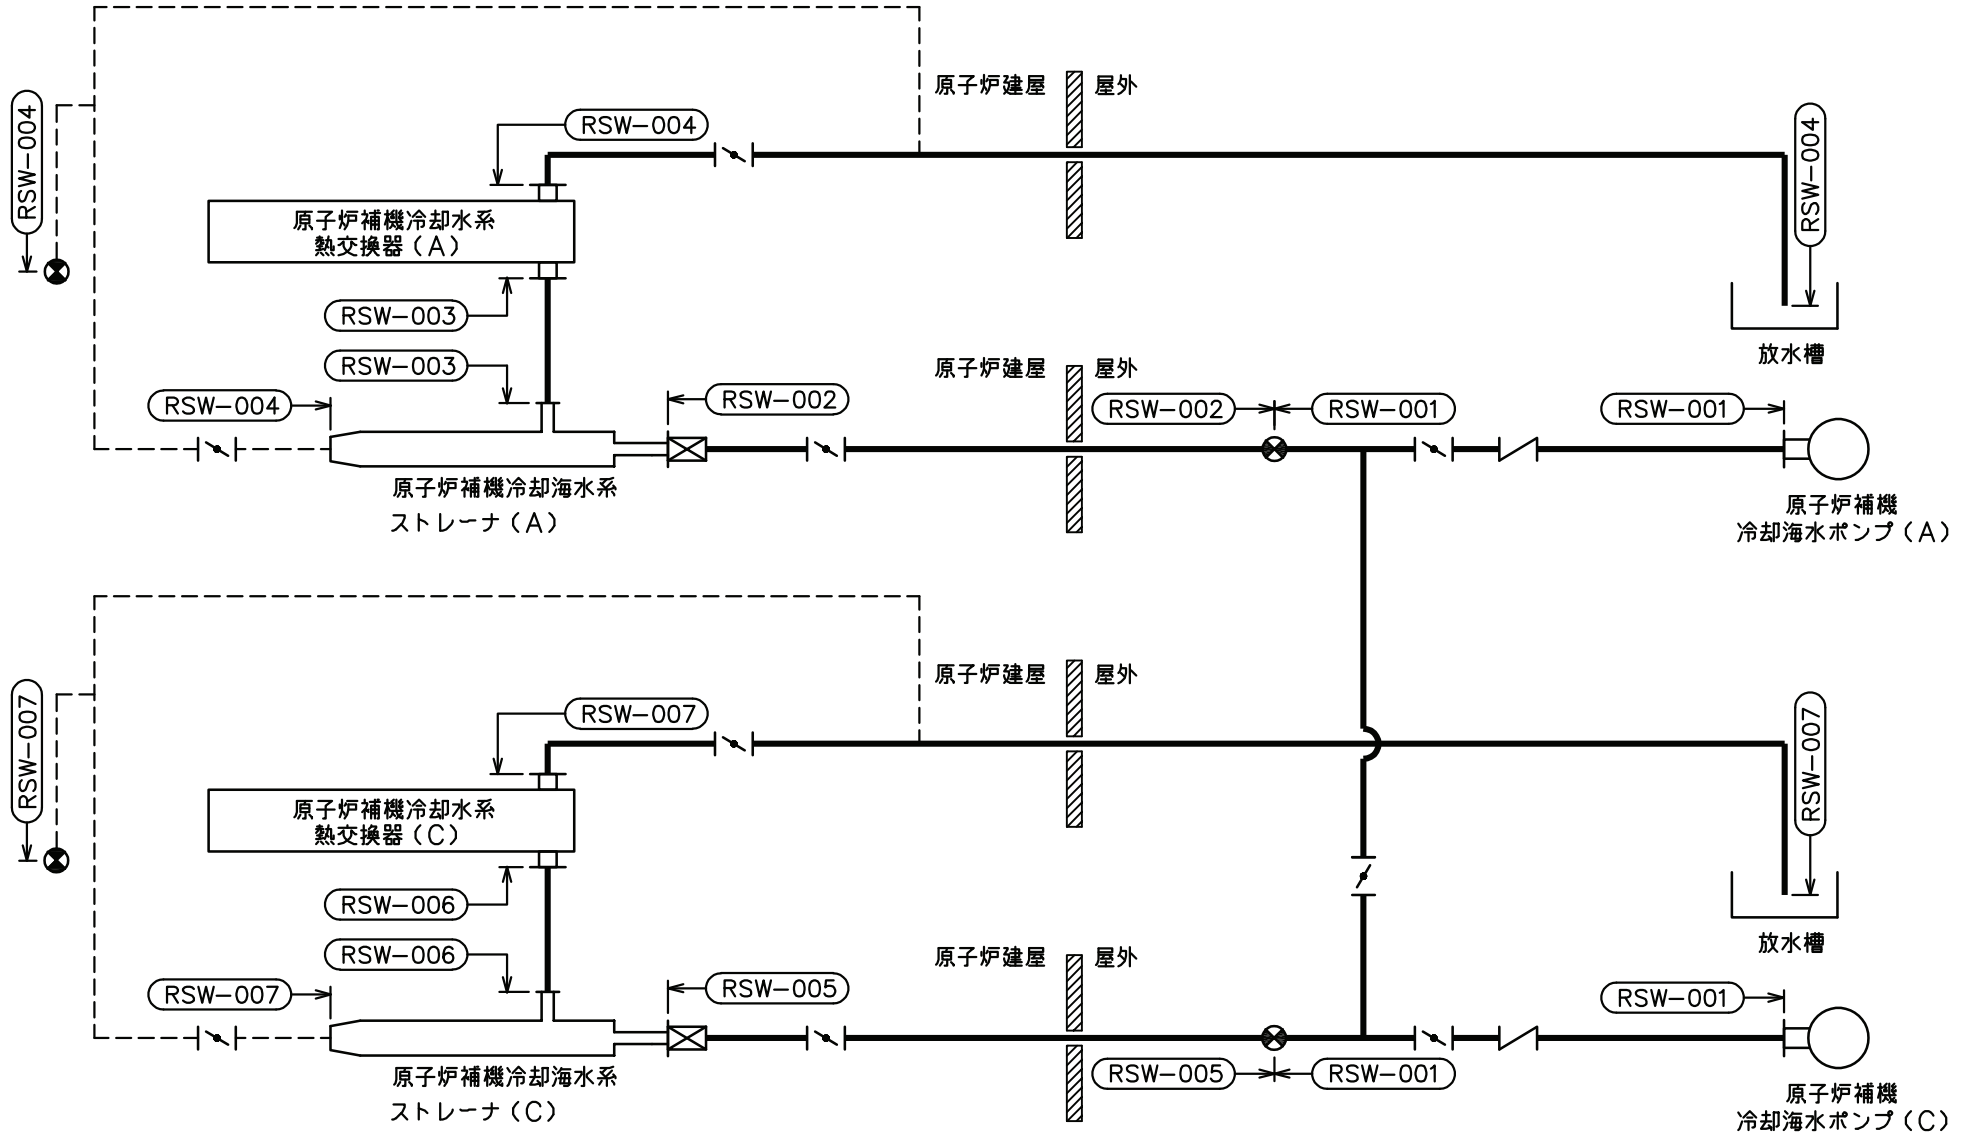 原子炉建屋
屋外
RSW-004
RSW-004
RSW-004
原子炉補機冷却水系
熱交換器(A)
RSW-003
RSW-003
放水槽
原子炉建屋
屋外
RSW-004
RSW-002
RSW-002
RSW-001
RSW-001
原子炉補機冷却海水系
ストレーナ(A)
原子炉補機
冷却海水ポンプ(A)
原子炉建屋
屋外
RSW-007
RSW-007
RSW-007
原子炉補機冷却水系
熱交換器(C)
RSW-006
RSW-006
放水槽
原子炉建屋
屋外
RSW-007
RSW-005
RSW-001
RSW-005
RSW-001
原子炉補機冷却海水系
ストレーナ(C)
原子炉補機
冷却海水ポンプ(C)